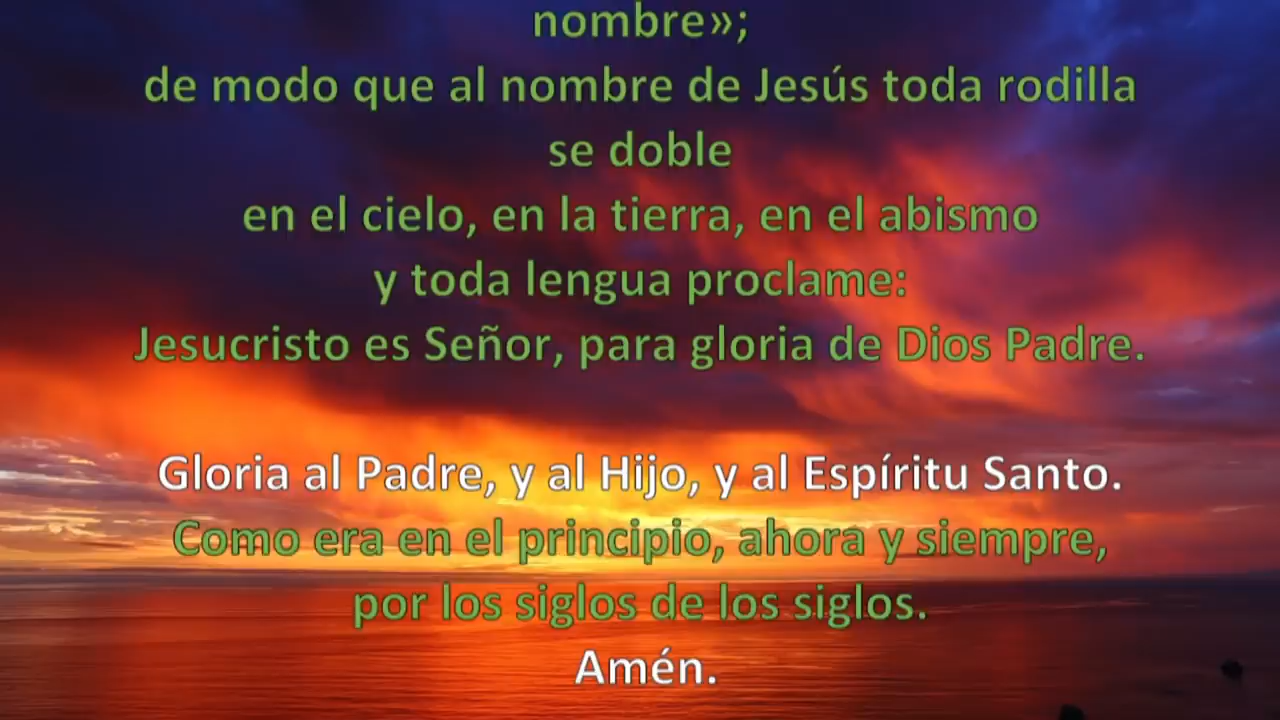 nombre»;
de modo que al nombre de Jesús toda rodilla
se doble
en el cielo, en la tierra, en el abismo
y toda lengua proclame:
Jesucristo es Señor, para gloria de Dios Padre.
Gloria al Padre, y al Hijo, y al Espíritu Santo.
Como era en el principio, ahora y siempre,
por los siglos de los siglos.
Amén.